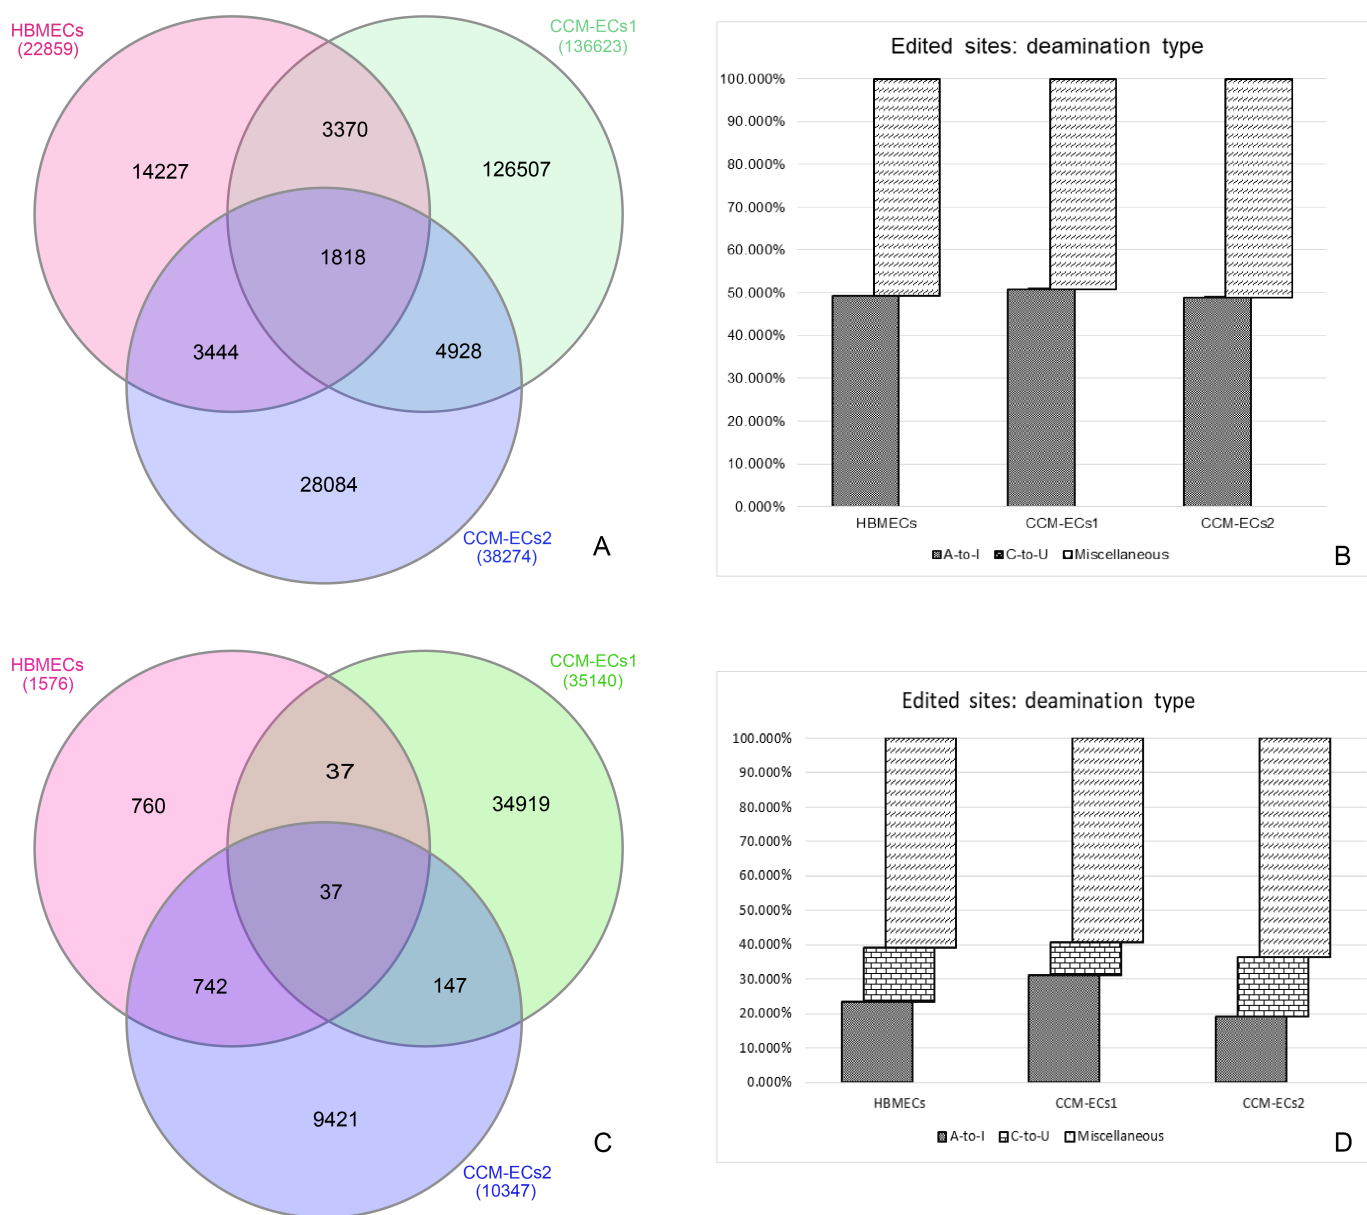 HBMECs
(22859)
CCM-ECs1
(136623)
3370
14227
126507
1818
3444
4928
28084
CCM-ECs2
(38274)
A
Edited sites: deamination type
100.000%
90.000%
80.000%
70.000%
60.000%
50.000%
40.000%
30.000%
20.000%
10.000%
0.000%
HBMECs CCM-ECs1 CCM-ECs2
A-to-I C-to-U Miscellaneous
B
HBMECs
(1576)
CCM-ECs1
(35140)
37
760
34919
37
742
147
9421
CCM-ECs2
(10347)
C
Edited sites: deamination type
100.000%
90.000%
80.000%
70.000%
60.000%
50.000%
40.000%
30.000%
20.000%
10.000%
0.000%
HBMECs CCM-ECs1 CCM-ECs2
A-to-I C-to-U Miscellaneous
D